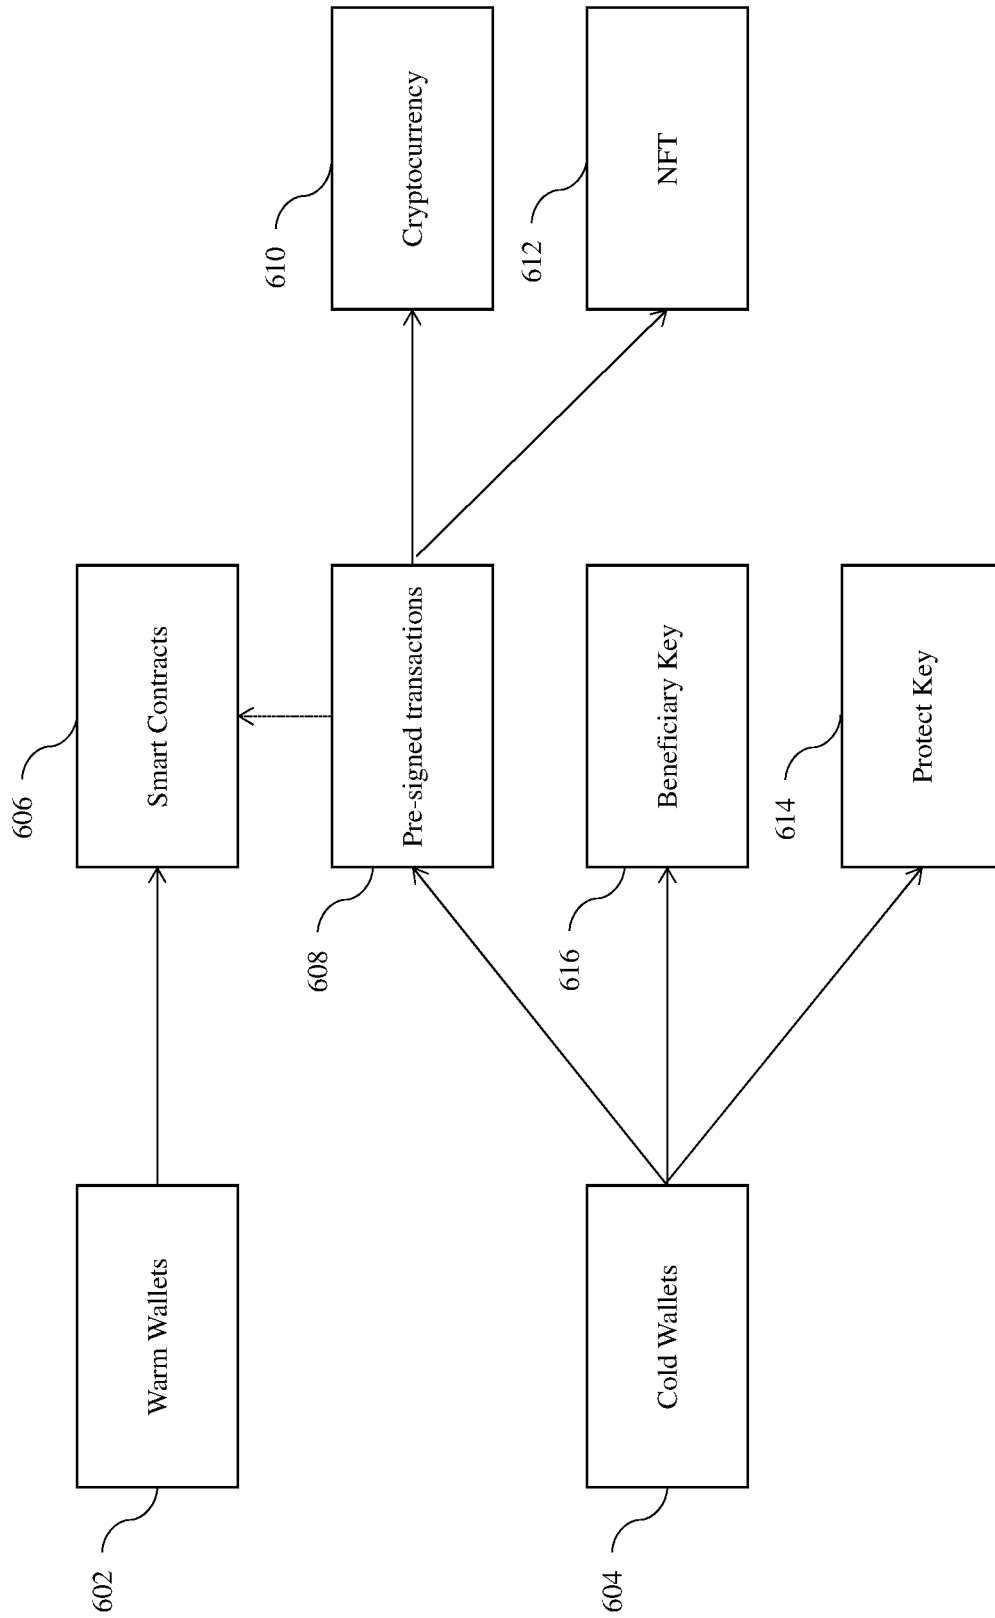 602
Warm Wallets
606
Smart Contracts
608
Pre-signed transactions
610
Cryptocurrency
612
NFT
604
Cold Wallets
616
Beneficiary Key
614
Protect Key